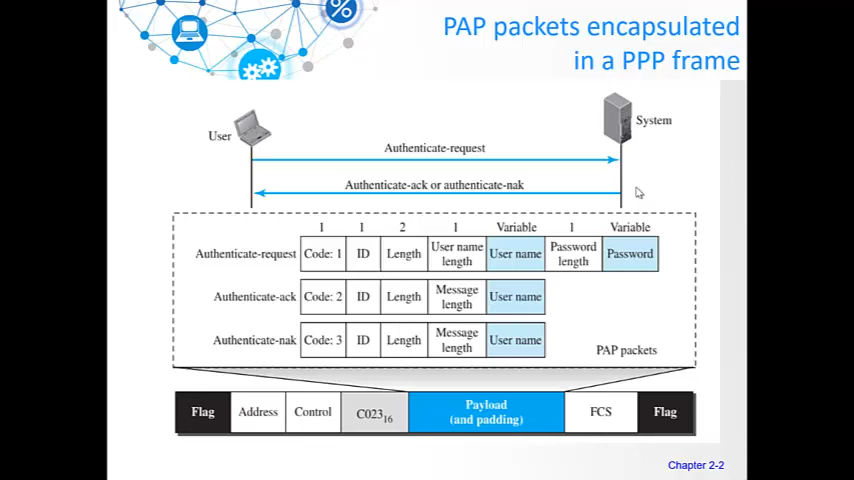 PAP packets encapsulated
in a PPP frame
User
System
Authenticate-request
Authenticate-ack or authenticate-nak
1 1 2 1 Variable 1 Variable
Authenticate-request Code: 1 ID Length User name length User name Password length Password
Authenticate-ack Code: 2 ID Length Message length User name
Authenticate-nak Code: 3 ID Length Message length User name
PAP packets
Flag Address Control C023₁₆ Payload (and padding) FCS Flag
Chapter 2-2